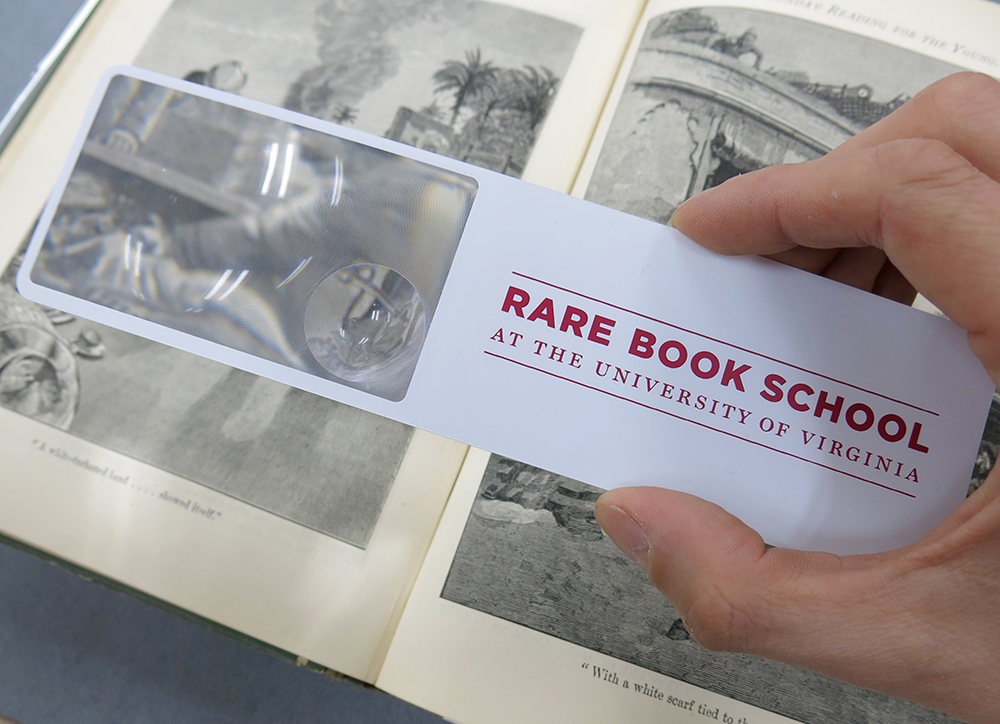 SUNDAY READING FOR THE YOUNG.
RARE BOOK SCHOOL
AT THE UNIVERSITY OF VIRGINIA
"A white-turbaned head .... showed itself."
"With a white scarf tied to